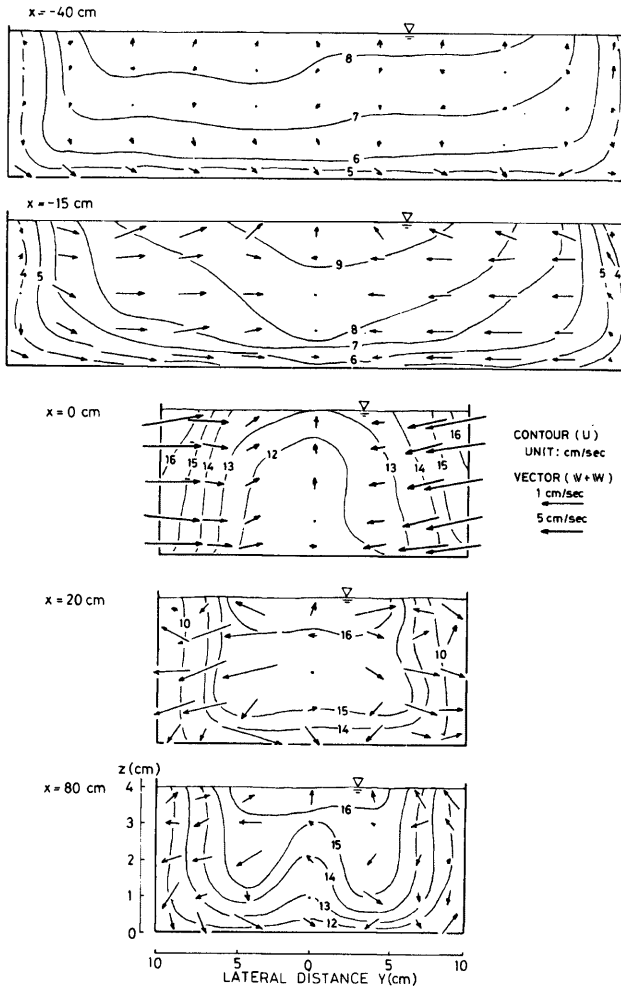 x = -40 cm
8
7
6
5
x = -15 cm
4
5
9
8
7
6
5
4
x = 0 cm
16
15
14
13
12
13
14
15
16
CONTOUR (U)
UNIT: cm/sec
VECTOR (V+W)
1 cm/sec
5 cm/sec
x = 20 cm
10
16
10
15
14
x = 80 cm
z (cm)
4
3
2
1
0
16
15
14
13
12
10 5 0 5 10
LATERAL DISTANCE Y(cm)